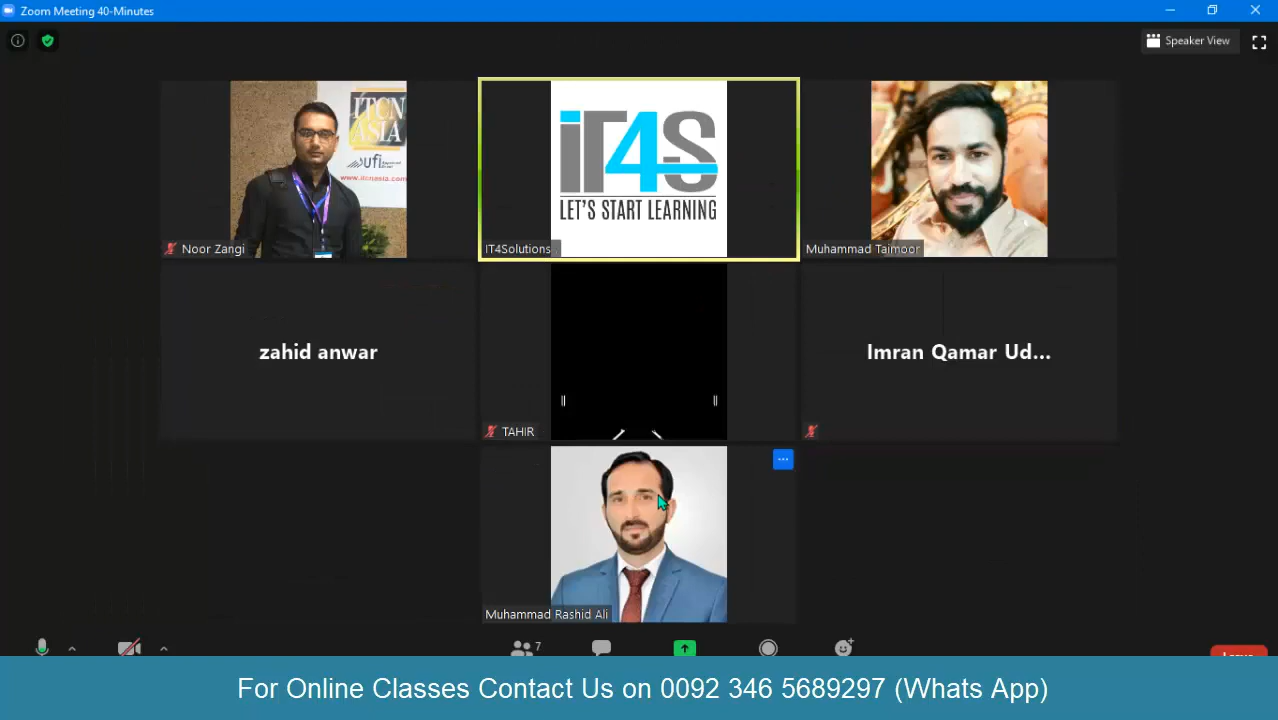 Zoom Meeting 40-Minutes
Speaker View
ITCN
ASIA
ufi
www.itcnasia.com
Noor Zangi
iT4S
LET'S START LEARNING
IT4Solutions .
Muhammad Taimoor
zahid anwar
TAHIR
Imran Qamar Ud...
Muhammad Rashid Ali
7
For Online Classes Contact Us on 0092 346 5689297 (Whats App)